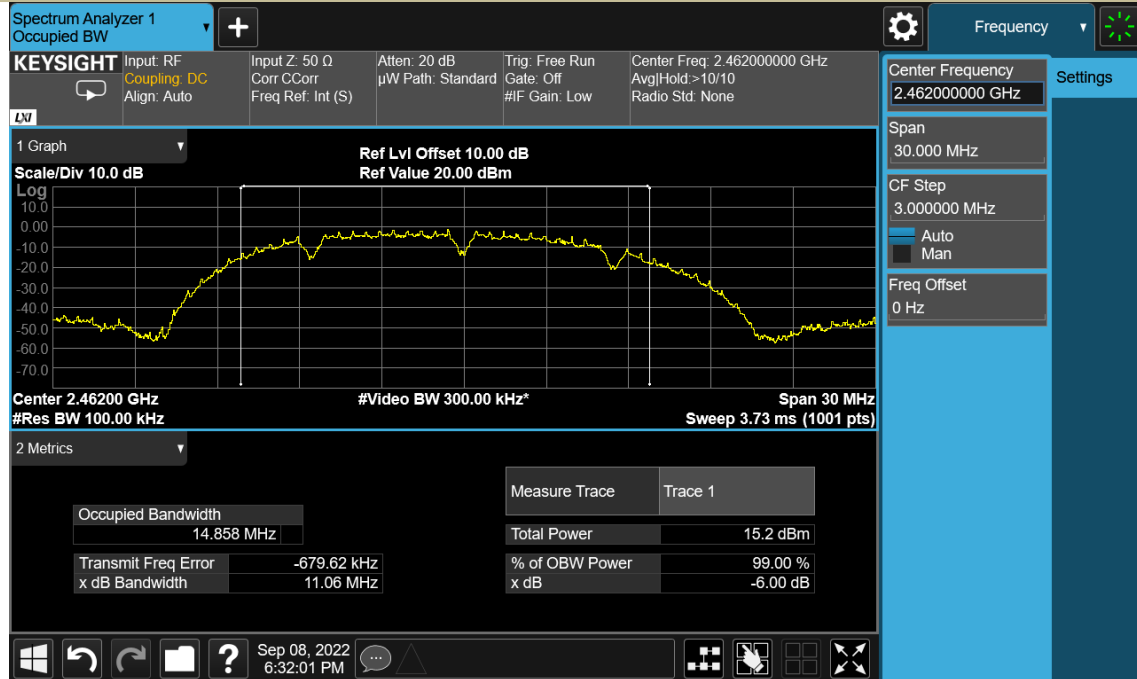 Spectrum Analyzer 1
Occupied BW
Frequency
KEYSIGHT
LXI
Input: RF
Coupling: DC
Align: Auto
Input Z: 50 Ω
Corr CCorr
Freq Ref: Int (S)
Atten: 20 dB
µW Path: Standard
Trig: Free Run
Gate: Off
#IF Gain: Low
Center Freq: 2.462000000 GHz
Avg|Hold:>10/10
Radio Std: None
Center Frequency
2.462000000 GHz
Settings
Span
30.000 MHz
CF Step
3.000000 MHz
Auto
Man
Freq Offset
0 Hz
1 Graph
Scale/Div 10.0 dB
Ref Lvl Offset 10.00 dB
Ref Value 20.00 dBm
Log
10.0
0.00
-10.0
-20.0
-30.0
-40.0
-50.0
-60.0
-70.0
Center 2.46200 GHz
#Video BW 300.00 kHz*
Span 30 MHz
#Res BW 100.00 kHz
Sweep 3.73 ms (1001 pts)
2 Metrics
Measure Trace
Trace 1
Occupied Bandwidth
14.858 MHz
Total Power
15.2 dBm
Transmit Freq Error
-679.62 kHz
% of OBW Power
99.00 %
x dB Bandwidth
11.06 MHz
x dB
-6.00 dB
?
Sep 08, 2022
6:32:01 PM